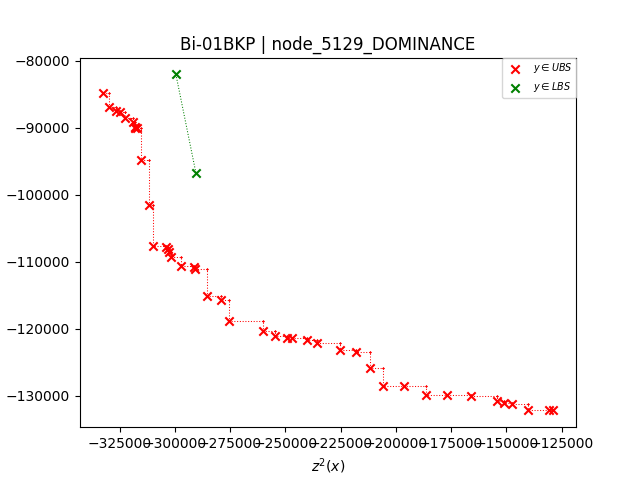 Bi-01BKP | node_5129_DOMINANCE
y ∈ UBS
y ∈ LBS
−80000
−90000
−100000
−110000
−120000
−130000
−325000 −300000 −275000 −250000 −225000 −200000 −175000 −150000 −125000
z²(x)